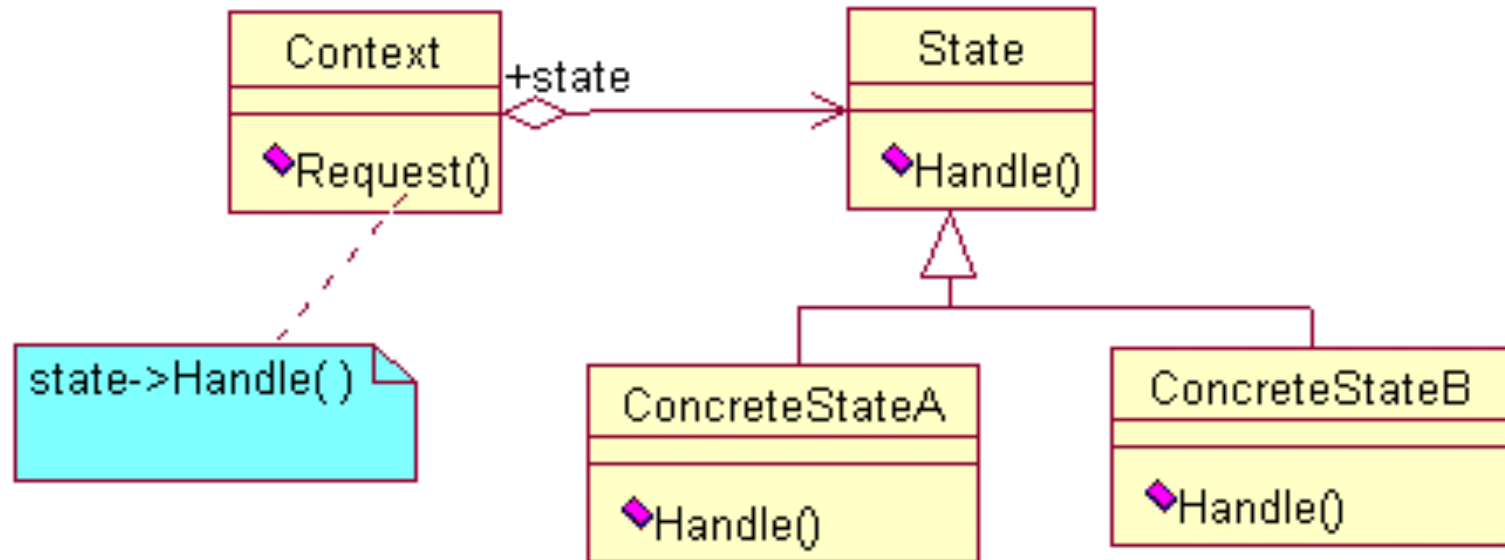 Context
+state
State
Request()
Handle()
state->Handle( )
ConcreteStateA
ConcreteStateB
Handle()
Handle()